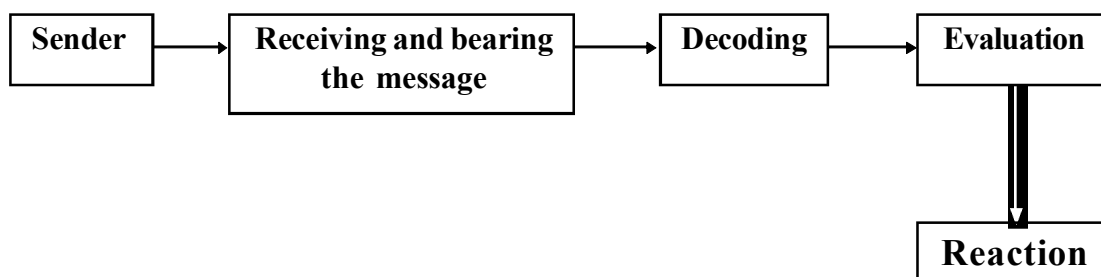 Sender
Receiving and bearing
the message
Decoding
Evaluation
Reaction